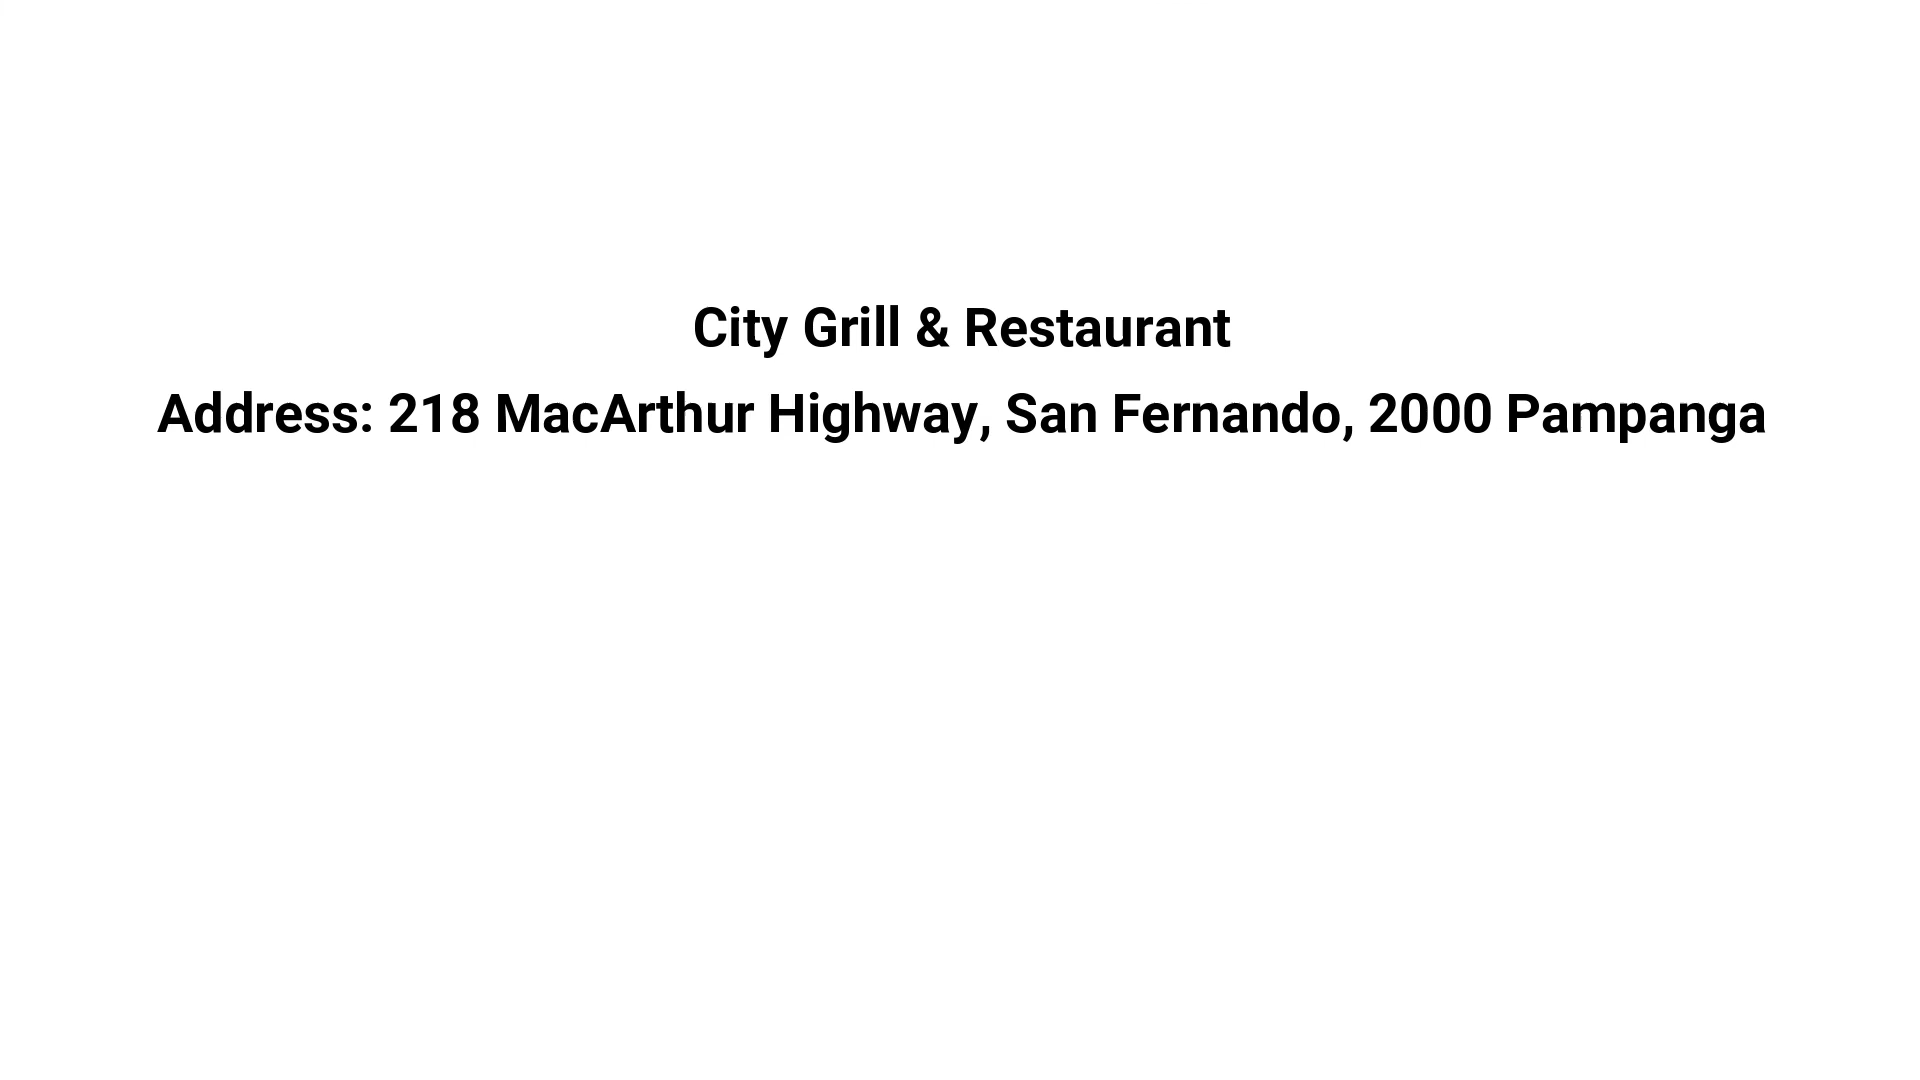 City Grill & Restaurant
Address: 218 MacArthur Highway, San Fernando, 2000 Pampanga